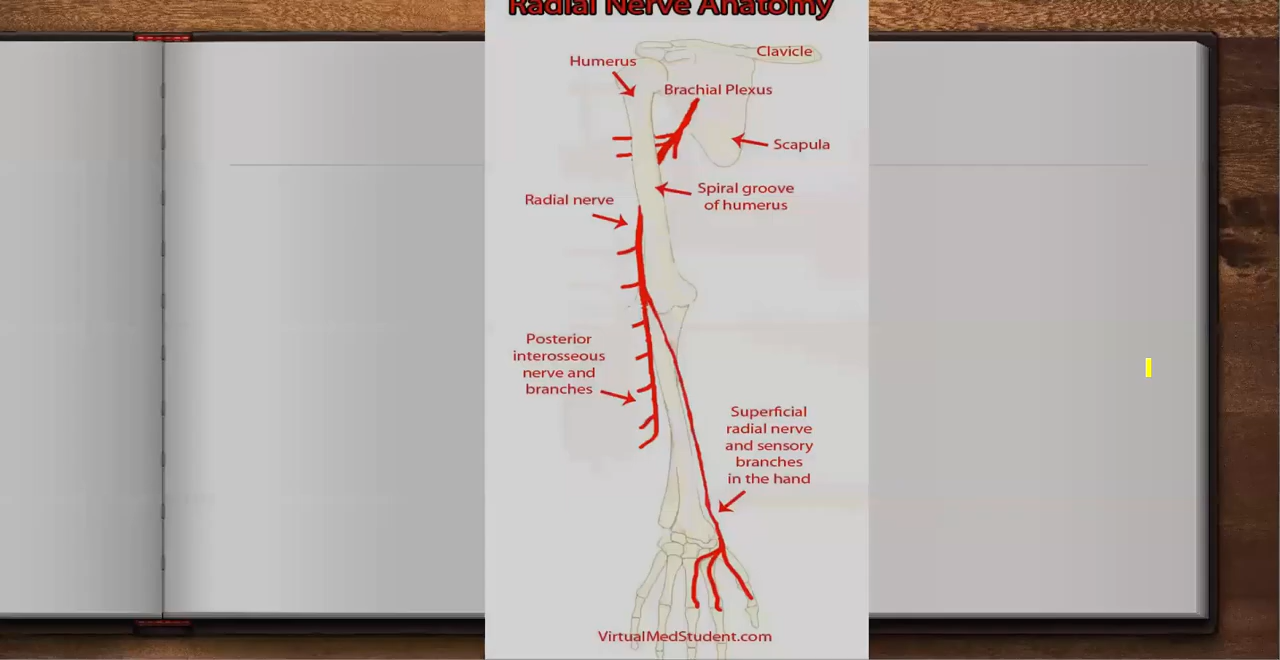 Radial Nerve Anatomy
Clavicle
Humerus
Brachial Plexus
Scapula
Spiral groove
of humerus
Radial nerve
Posterior
interosseous
nerve and
branches
Superficial
radial nerve
and sensory
branches
in the hand
VirtualMedStudent.com